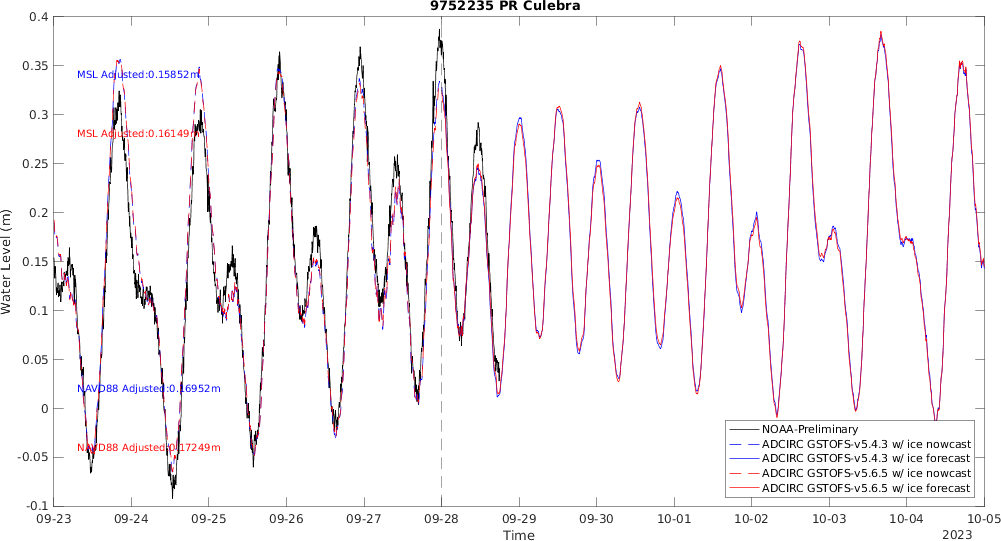 9752235 PR Culebra
0.4
0.35
0.3
0.25
0.2
0.15
0.1
0.05
0
-0.05
-0.1
Water Level (m)
MSL Adjusted:0.15852m
MSL Adjusted:0.16149m
NAVD88 Adjusted:0.16952m
NAVD88 Adjusted:0.17249m
NOAA-Preliminary
ADCIRC GSTOFS-v5.4.3 w/ ice nowcast
ADCIRC GSTOFS-v5.4.3 w/ ice forecast
ADCIRC GSTOFS-v5.6.5 w/ ice nowcast
ADCIRC GSTOFS-v5.6.5 w/ ice forecast
09-23 09-24 09-25 09-26 09-27 09-28 09-29 09-30 10-01 10-02 10-03 10-04 10-05
Time
2023